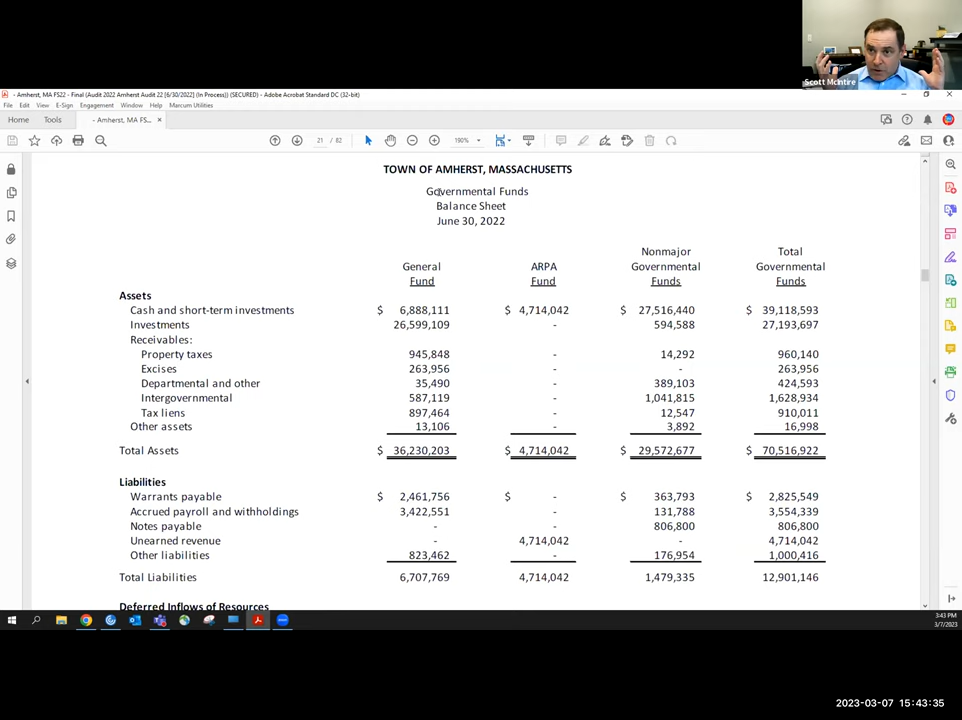 Scott McIntire
- Amherst, MA FS22 - Final (Audit 2022 Amherst Audit 22 [6/30/2022] (In Process)) (SECURED) - Adobe Acrobat Standard DC (32-bit)
File Edit View E-Sign Engagement Window Help Marcum Utilities
Home Tools - Amherst, MA FS... ×
21 / 82 190%
TOWN OF AMHERST, MASSACHUSETTS
Governmental Funds
Balance Sheet
June 30, 2022
Nonmajor Total
General ARPA Governmental Governmental
Fund Fund Funds Funds
Assets
Cash and short-term investments $ 6,888,111 $ 4,714,042 $ 27,516,440 $ 39,118,593
Investments 26,599,109 - 594,588 27,193,697
Receivables:
Property taxes 945,848 - 14,292 960,140
Excises 263,956 - - 263,956
Departmental and other 35,490 - 389,103 424,593
Intergovernmental 587,119 - 1,041,815 1,628,934
Tax liens 897,464 - 12,547 910,011
Other assets 13,106 - 3,892 16,998
Total Assets $ 36,230,203 $ 4,714,042 $ 29,572,677 $ 70,516,922
Liabilities
Warrants payable $ 2,461,756 $ - $ 363,793 $ 2,825,549
Accrued payroll and withholdings 3,422,551 - 131,788 3,554,339
Notes payable - - 806,800 806,800
Unearned revenue - 4,714,042 - 4,714,042
Other liabilities 823,462 - 176,954 1,000,416
Total Liabilities 6,707,769 4,714,042 1,479,335 12,901,146
Deferred Inflows of Resources
3:43 PM
3/7/2023
2023-03-07 15:43:35